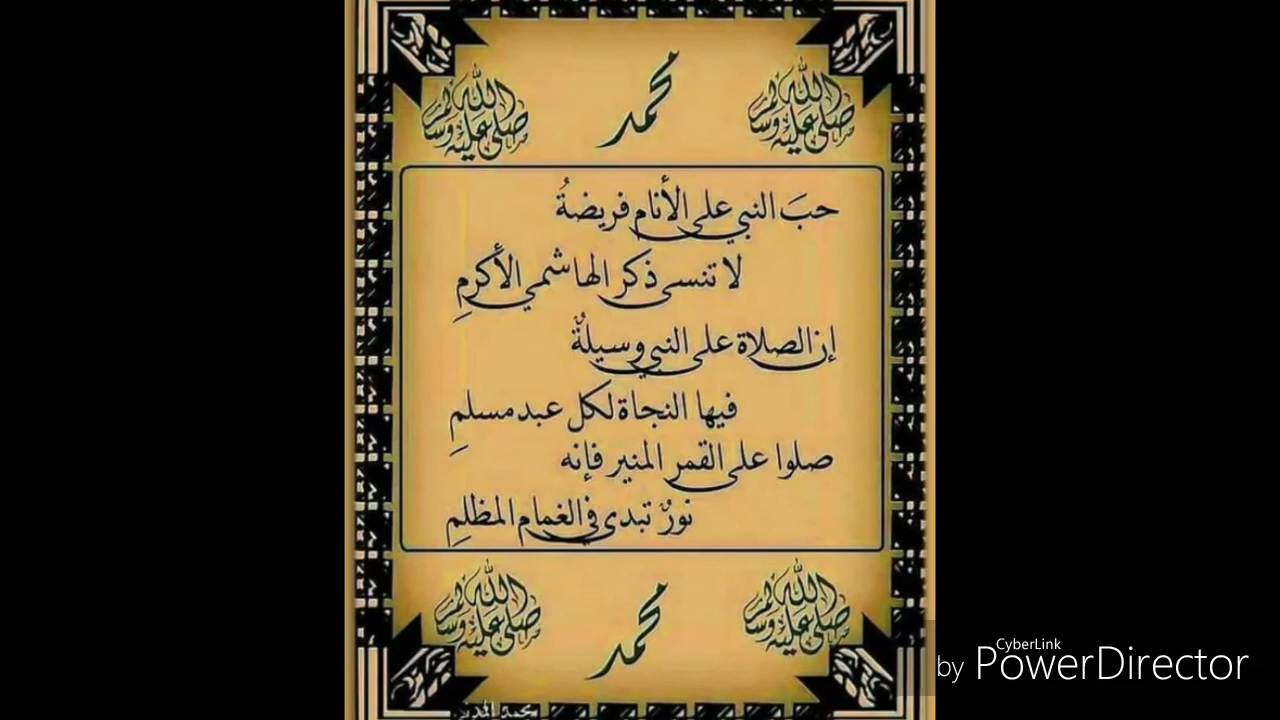 محمد
صلى الله عليه وسلم
صلى الله عليه وسلم
حبَ النبي على الأنام فريضةُ
لا تنسى ذكر الهاشمي الأكرمِ
إن الصلاة على النبي وسيلةٌ
فيها النجاة لكل عبد مسلمِ
صلوا على القمر المنير فإنه
نورٌ تبدى في الغمام المظلمِ
صلى الله عليه وسلم
محمد
صلى الله عليه وسلم
by CyberLink PowerDirector